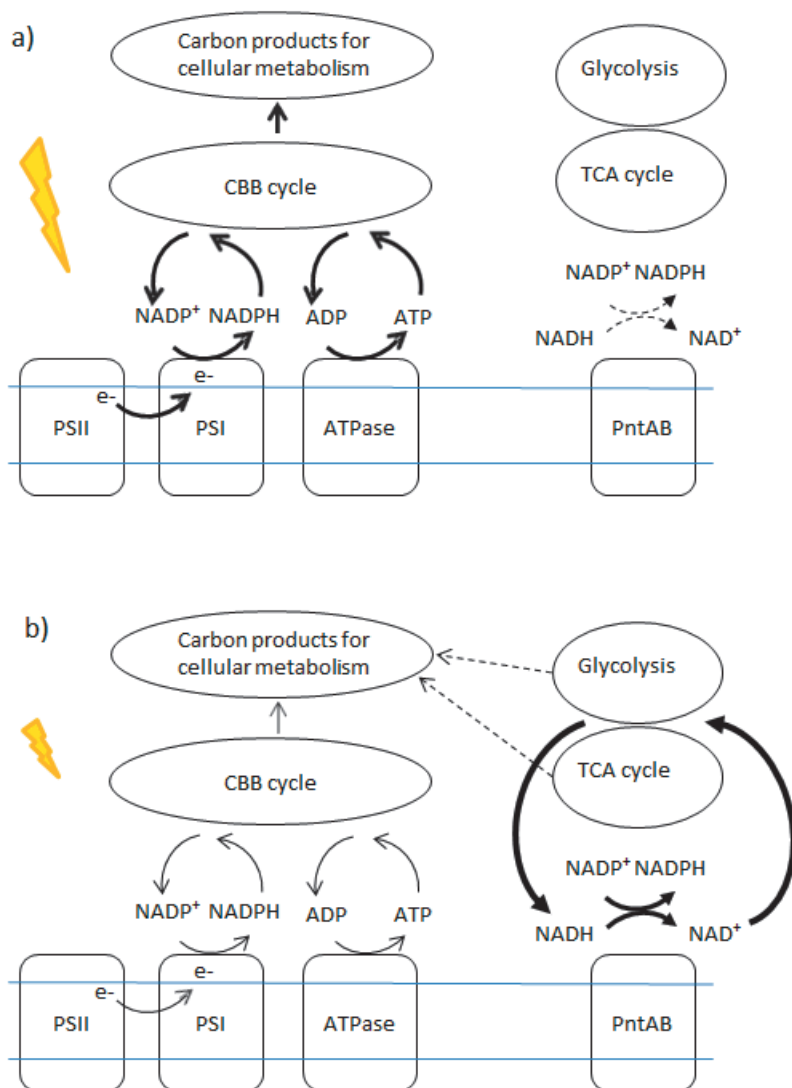 a)
Carbon products for
cellular metabolism
Glycolysis
CBB cycle
TCA cycle
NADP⁺ NADPH
ADP
ATP
NADP⁺ NADPH
NADH
NAD⁺
e-
e-
PSII
PSI
ATPase
PntAB
b)
Carbon products for
cellular metabolism
Glycolysis
CBB cycle
TCA cycle
NADP⁺ NADPH
ADP
ATP
NADP⁺ NADPH
NADH
NAD⁺
e-
e-
PSII
PSI
ATPase
PntAB